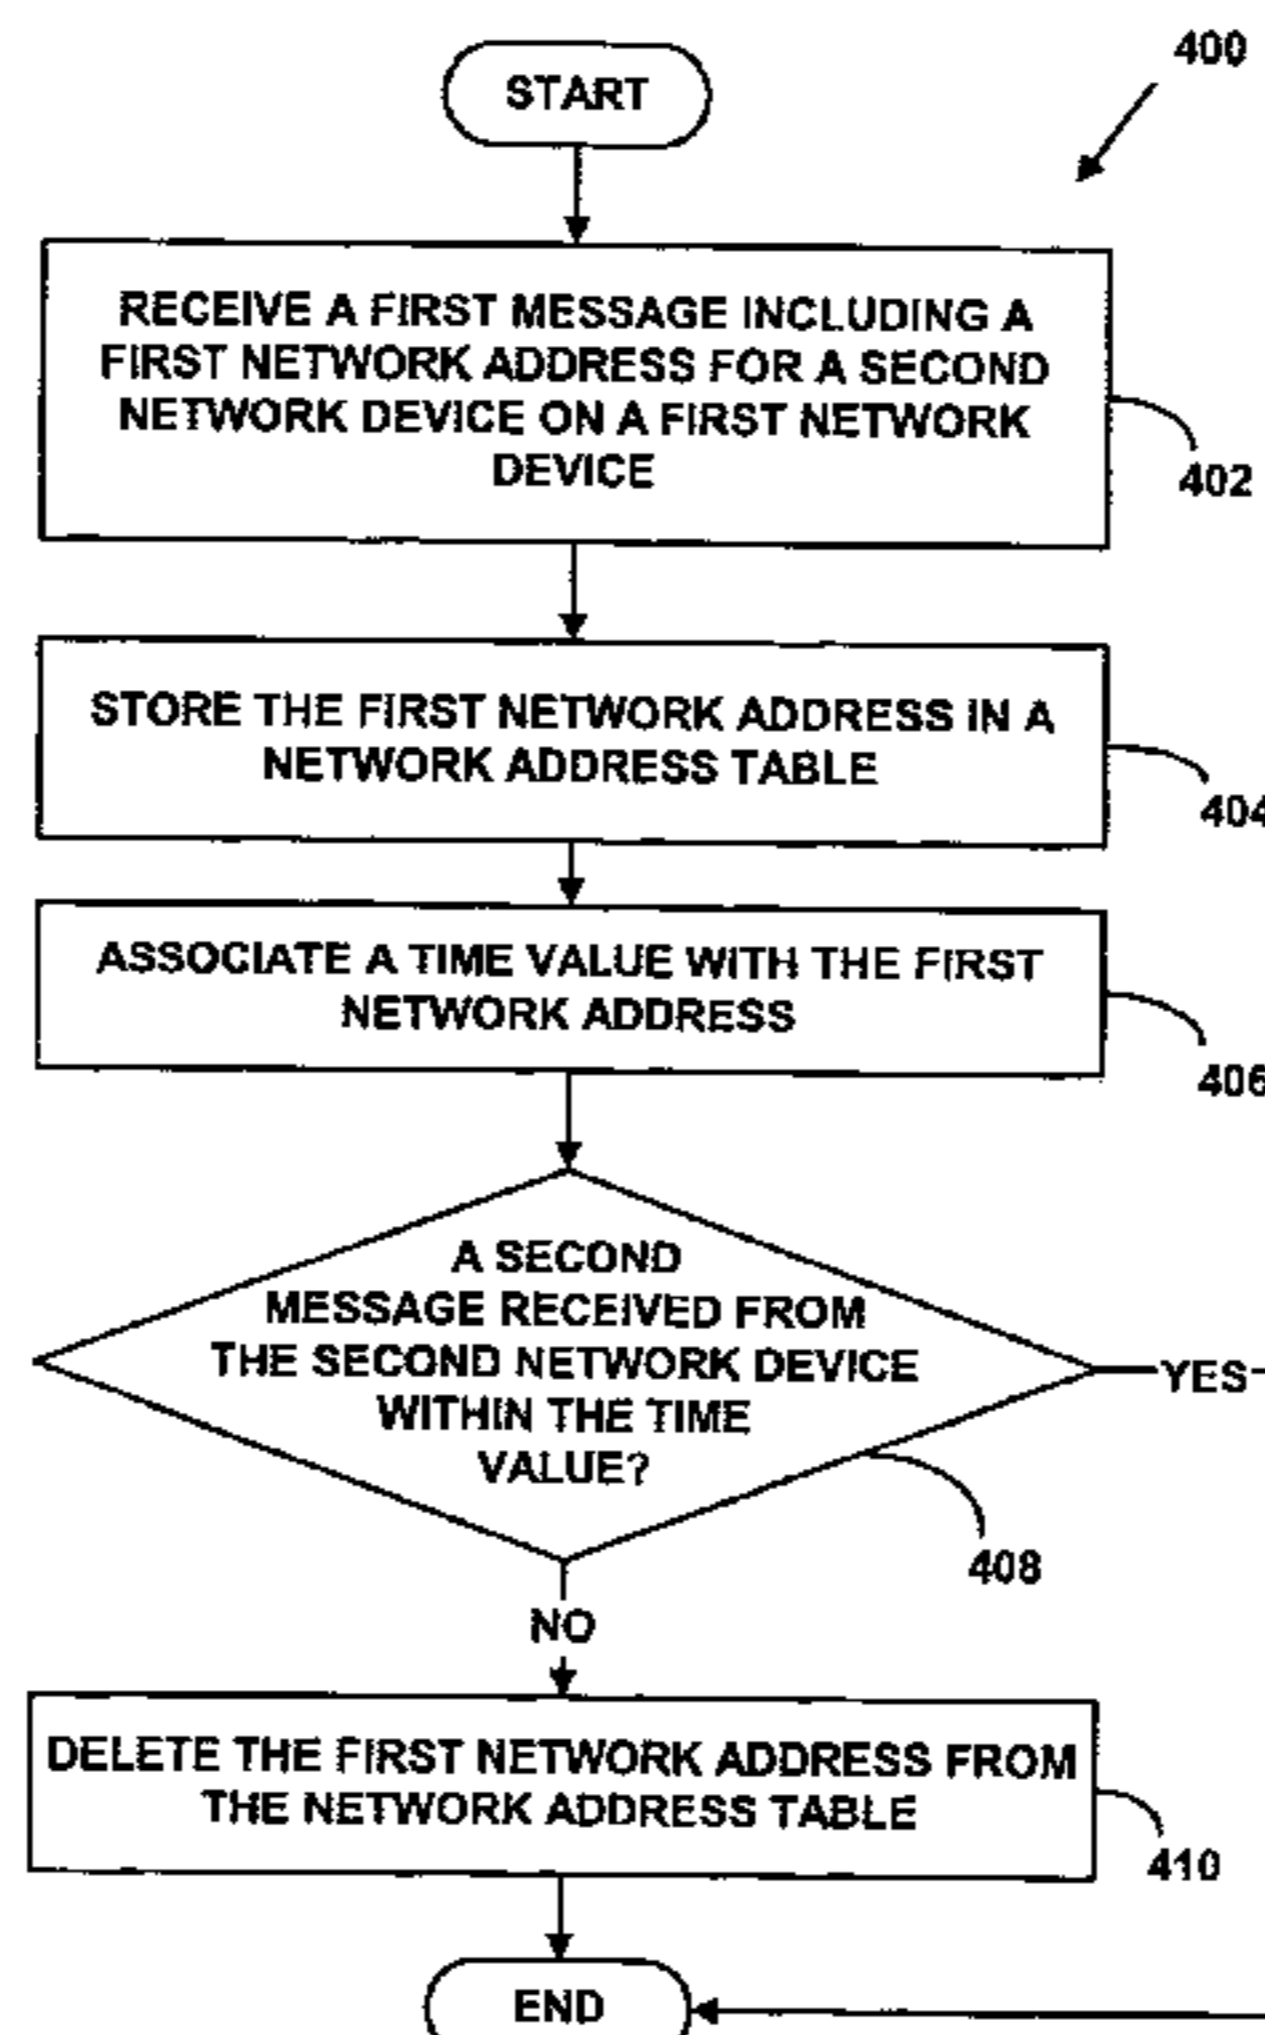 400
START
RECEIVE A FIRST MESSAGE INCLUDING A
FIRST NETWORK ADDRESS FOR A SECOND
NETWORK DEVICE ON A FIRST NETWORK
DEVICE
402
STORE THE FIRST NETWORK ADDRESS IN A
NETWORK ADDRESS TABLE
404
ASSOCIATE A TIME VALUE WITH THE FIRST
NETWORK ADDRESS
406
A SECOND
MESSAGE RECEIVED FROM
THE SECOND NETWORK DEVICE
WITHIN THE TIME
VALUE?
YES
408
NO
DELETE THE FIRST NETWORK ADDRESS FROM
THE NETWORK ADDRESS TABLE
410
END